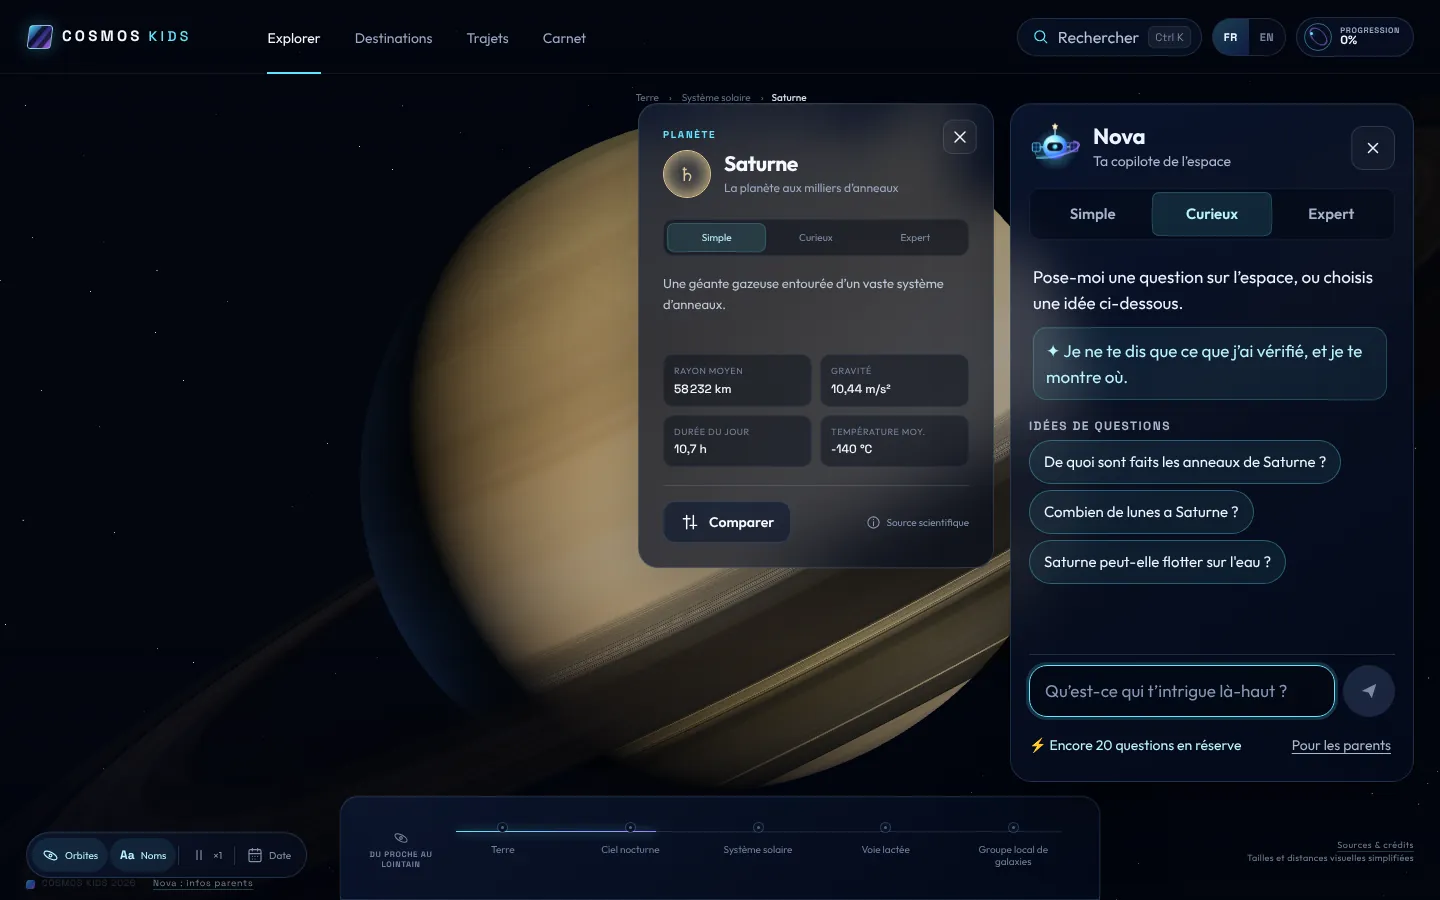 COSMOS KIDS
Explorer
Destinations
Trajets
Carnet
Rechercher
Ctrl K
FR
EN
PROGRESSION
0%
Terre › Système solaire › Saturne
PLANÈTE
♄
Saturne
La planète aux milliers d'anneaux
Simple
Curieux
Expert
Une géante gazeuse entourée d'un vaste système
d'anneaux.
RAYON MOYEN
58 232 km
GRAVITÉ
10,44 m/s²
DURÉE DU JOUR
10,7 h
TEMPÉRATURE MOY.
-140 °C
Comparer
Source scientifique
Nova
Ta copilote de l'espace
Simple
Curieux
Expert
Pose-moi une question sur l'espace, ou choisis
une idée ci-dessous.
✦ Je ne te dis que ce que j'ai vérifié, et je te
montre où.
IDÉES DE QUESTIONS
De quoi sont faits les anneaux de Saturne ?
Combien de lunes a Saturne ?
Saturne peut-elle flotter sur l'eau ?
Qu'est-ce qui t'intrigue là-haut ?
⚡ Encore 20 questions en réserve
Pour les parents
Orbites
Aa Noms
×1
Date
COSMOS KIDS 2026
Nova : infos parents
DU PROCHE AU
LOINTAIN
Terre
Ciel nocturne
Système solaire
Voie lactée
Groupe local de
galaxies
Sources & crédits
Tailles et distances visuelles simplifiées